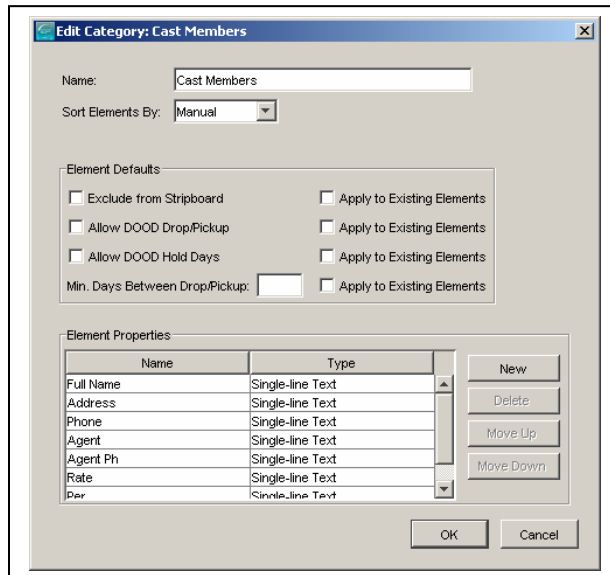 Edit Category: Cast Members
Name: Cast Members
Sort Elements By: Manual
Element Defaults
Exclude from Stripboard Apply to Existing Elements
Allow DOOD Drop/Pickup Apply to Existing Elements
Allow DOOD Hold Days Apply to Existing Elements
Min. Days Between Drop/Pickup: Apply to Existing Elements
Element Properties
Name Type
Full Name Single-line Text
Address Single-line Text
Phone Single-line Text
Agent Single-line Text
Agent Ph Single-line Text
Rate Single-line Text
Per Single-line Text
New
Delete
Move Up
Move Down
OK Cancel